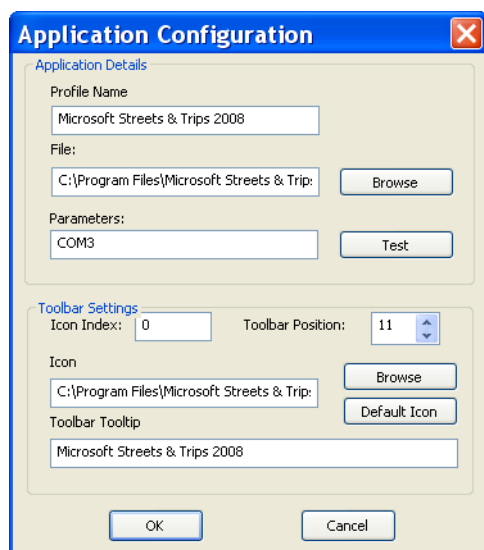 Application Configuration
Application Details
Profile Name
Microsoft Streets & Trips 2008
File:
C:\Program Files\Microsoft Streets & Trip
Browse
Parameters:
COM3
Test
Toolbar Settings
Icon Index: 0 Toolbar Position: 11
Icon
C:\Program Files\Microsoft Streets & Trip
Browse
Default Icon
Toolbar Tooltip
Microsoft Streets & Trips 2008
OK Cancel